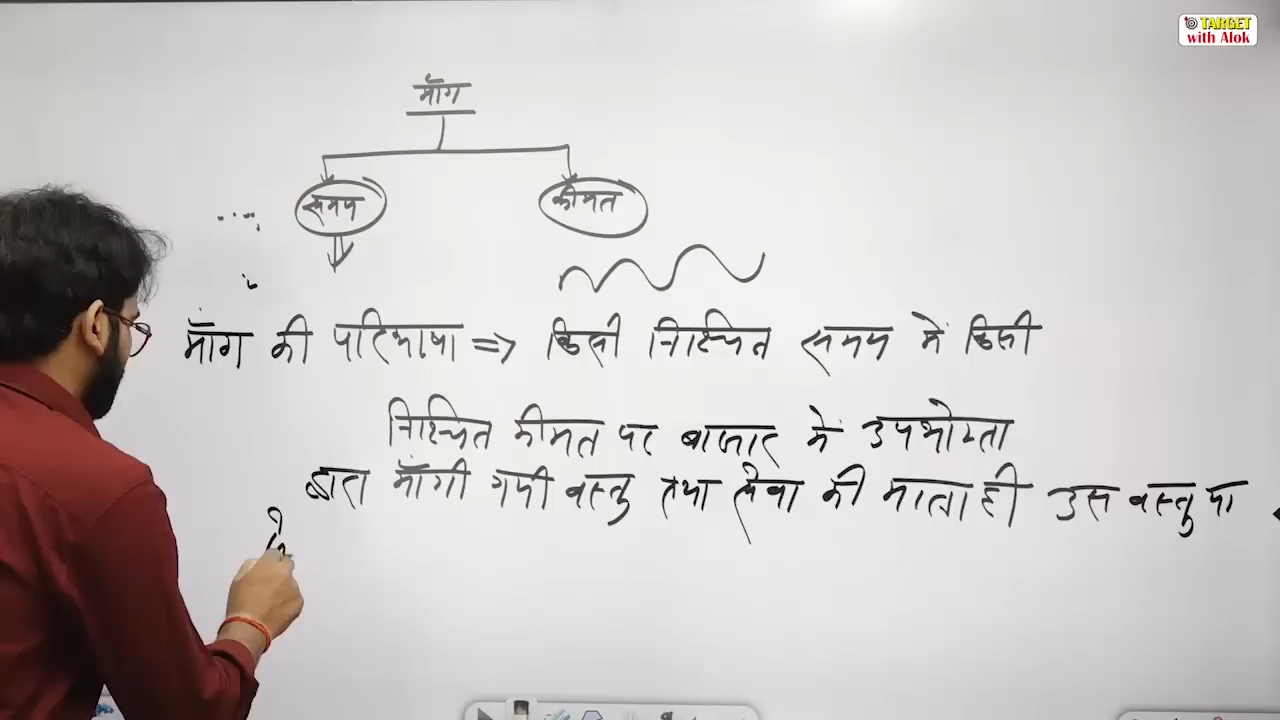 TARGET
with Alok
माँग
समय
कीमत
माँग की परिभाषा ⇒ किसी निश्चित समय में किसी
निश्चित कीमत पर बाजार में उपभोग्ता
द्वारा माँगी गयी वस्तु तथा सेवा की मात्रा ही उस वस्तु या